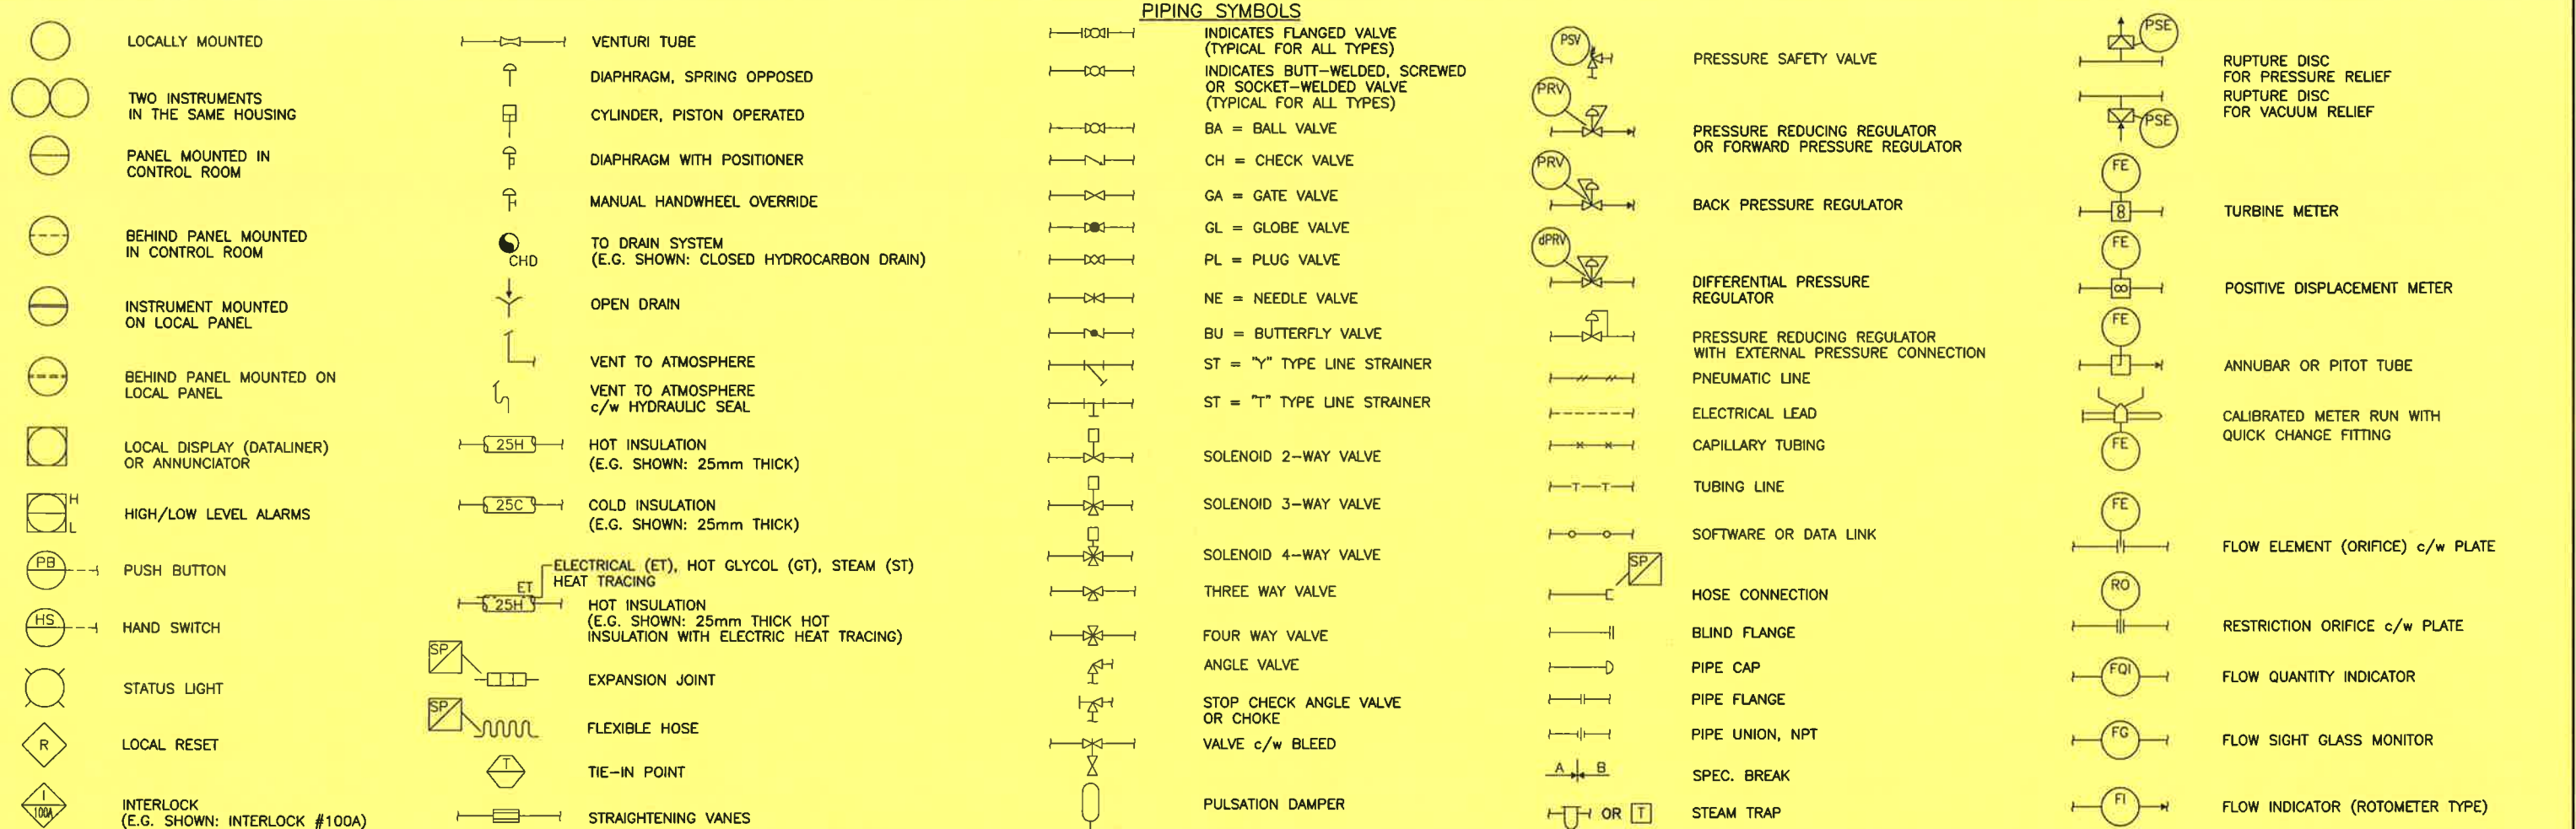 PIPING SYMBOLS
LOCALLY MOUNTED
TWO INSTRUMENTS
IN THE SAME HOUSING
PANEL MOUNTED IN
CONTROL ROOM
BEHIND PANEL MOUNTED
IN CONTROL ROOM
INSTRUMENT MOUNTED
ON LOCAL PANEL
BEHIND PANEL MOUNTED ON
LOCAL PANEL
LOCAL DISPLAY (DATALINER)
OR ANNUNCIATOR
H
L
HIGH/LOW LEVEL ALARMS
PB
PUSH BUTTON
HS
HAND SWITCH
STATUS LIGHT
R
LOCAL RESET
I
100A
INTERLOCK
(E.G. SHOWN: INTERLOCK #100A)
VENTURI TUBE
DIAPHRAGM, SPRING OPPOSED
CYLINDER, PISTON OPERATED
DIAPHRAGM WITH POSITIONER
MANUAL HANDWHEEL OVERRIDE
CHD
TO DRAIN SYSTEM
(E.G. SHOWN: CLOSED HYDROCARBON DRAIN)
OPEN DRAIN
VENT TO ATMOSPHERE
VENT TO ATMOSPHERE
c/w HYDRAULIC SEAL
25H
HOT INSULATION
(E.G. SHOWN: 25mm THICK)
25C
COLD INSULATION
(E.G. SHOWN: 25mm THICK)
ELECTRICAL (ET), HOT GLYCOL (GT), STEAM (ST)
HEAT TRACING
ET
25H
HOT INSULATION
(E.G. SHOWN: 25mm THICK HOT
INSULATION WITH ELECTRIC HEAT TRACING)
SP
EXPANSION JOINT
SP
FLEXIBLE HOSE
T
TIE-IN POINT
STRAIGHTENING VANES
INDICATES FLANGED VALVE
(TYPICAL FOR ALL TYPES)
INDICATES BUTT-WELDED, SCREWED
OR SOCKET-WELDED VALVE
(TYPICAL FOR ALL TYPES)
BA = BALL VALVE
CH = CHECK VALVE
GA = GATE VALVE
GL = GLOBE VALVE
PL = PLUG VALVE
NE = NEEDLE VALVE
BU = BUTTERFLY VALVE
ST = "Y" TYPE LINE STRAINER
ST = "T" TYPE LINE STRAINER
SOLENOID 2-WAY VALVE
SOLENOID 3-WAY VALVE
SOLENOID 4-WAY VALVE
THREE WAY VALVE
FOUR WAY VALVE
ANGLE VALVE
STOP CHECK ANGLE VALVE
OR CHOKE
VALVE c/w BLEED
PULSATION DAMPER
PSV
PRESSURE SAFETY VALVE
PRV
PRESSURE REDUCING REGULATOR
OR FORWARD PRESSURE REGULATOR
PRV
BACK PRESSURE REGULATOR
dPRV
DIFFERENTIAL PRESSURE
REGULATOR
PRESSURE REDUCING REGULATOR
WITH EXTERNAL PRESSURE CONNECTION
PNEUMATIC LINE
ELECTRICAL LEAD
CAPILLARY TUBING
T T
TUBING LINE
SOFTWARE OR DATA LINK
SP
HOSE CONNECTION
BLIND FLANGE
PIPE CAP
PIPE FLANGE
PIPE UNION, NPT
A B
SPEC. BREAK
OR T
STEAM TRAP
PSE
RUPTURE DISC
FOR PRESSURE RELIEF
PSE
RUPTURE DISC
FOR VACUUM RELIEF
FE
8
TURBINE METER
FE
∞
POSITIVE DISPLACEMENT METER
FE
ANNUBAR OR PITOT TUBE
FE
CALIBRATED METER RUN WITH
QUICK CHANGE FITTING
FE
FLOW ELEMENT (ORIFICE) c/w PLATE
RO
RESTRICTION ORIFICE c/w PLATE
FQI
FLOW QUANTITY INDICATOR
FG
FLOW SIGHT GLASS MONITOR
FI
FLOW INDICATOR (ROTOMETER TYPE)